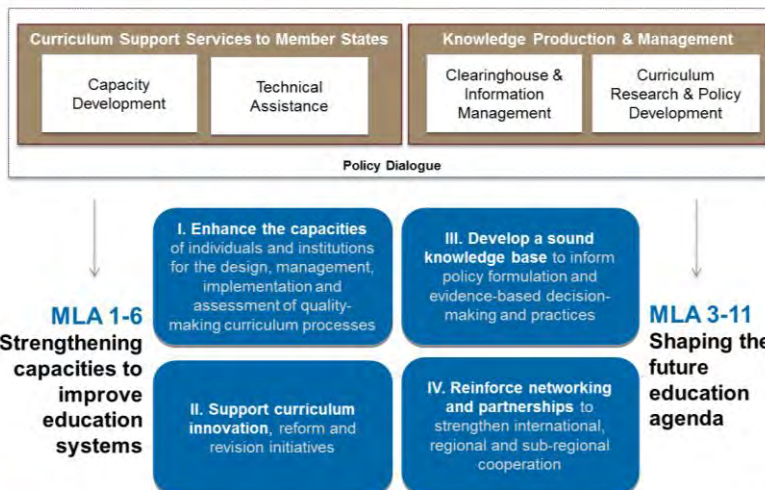 Curriculum Support Services to Member States
Capacity
Development
Technical
Assistance
Knowledge Production & Management
Clearinghouse &
Information
Management
Curriculum
Research & Policy
Development
Policy Dialogue
I. Enhance the capacities
of individuals and institutions
for the design, management,
implementation and
assessment of quality-
making curriculum processes
III. Develop a sound
knowledge base to inform
policy formulation and
evidence-based decision-
making and practices
MLA 1-6
Strengthening
capacities to
improve
education
systems
II. Support curriculum
innovation, reform and
revision initiatives
IV. Reinforce networking
and partnerships to
strengthen international,
regional and sub-regional
cooperation
MLA 3-11
Shaping the
future
education
agenda